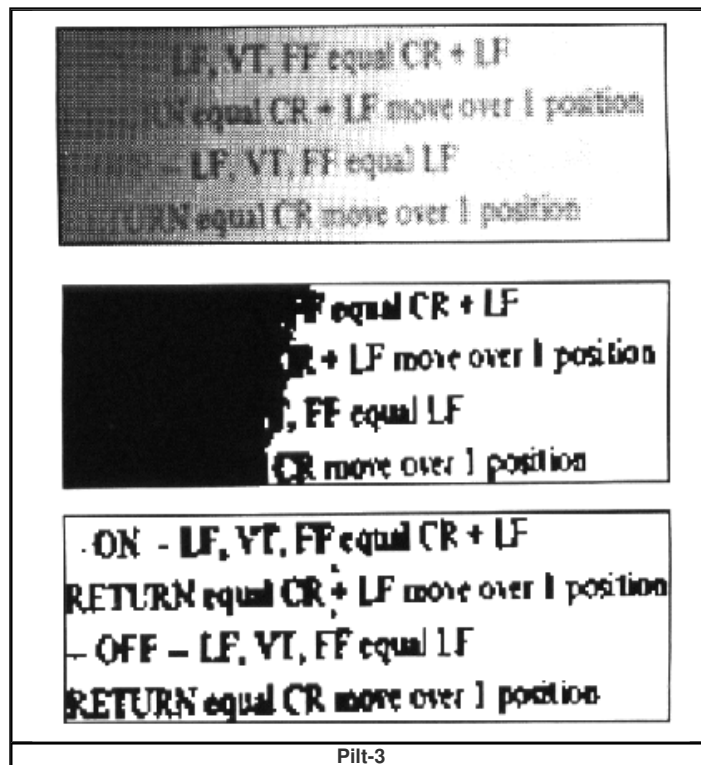 LF, VT, FF equal CR + LF
equal CR + LF move over 1 position
– LF, VT, FF equal LF
TURN equal CR move over 1 position
FF equal CR + LF
R + LF move over 1 position
, FF equal LF
CR move over 1 position
- ON - LF, VT, FF equal CR + LF
RETURN equal CR + LF move over 1 position
– OFF – LF, VT, FF equal LF
RETURN equal CR move over 1 position
Pilt-3